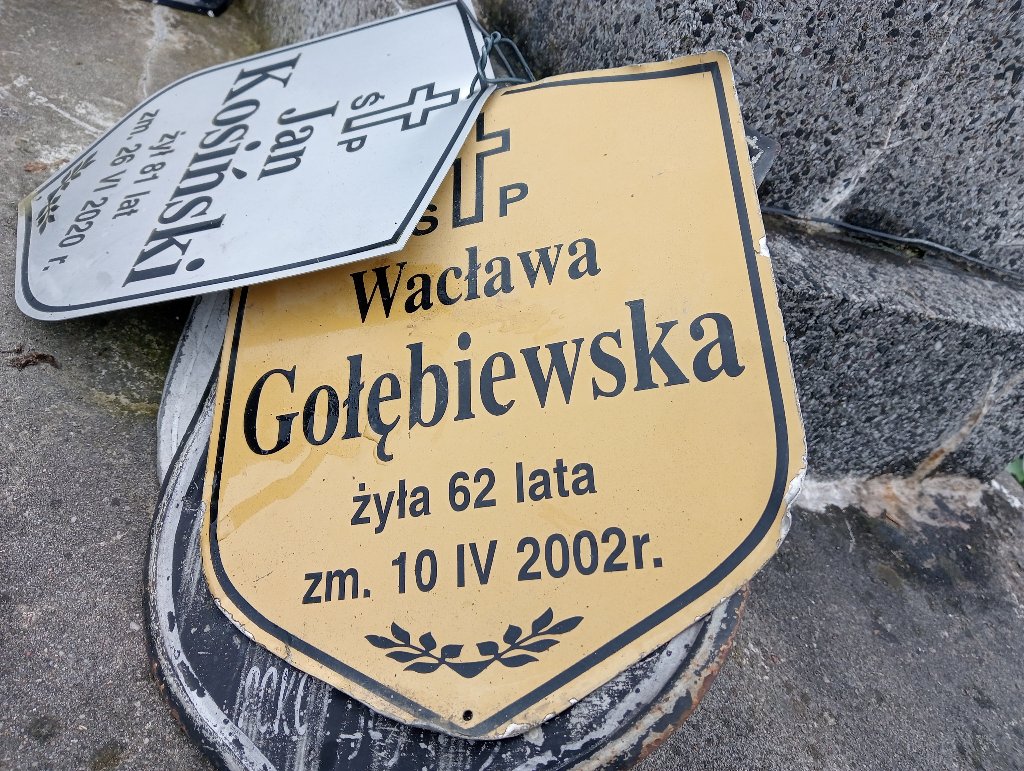 Ś P
Jan
Kosiński
żył 81 lat
zm. 26 VI 2020 r.
Ś P
Wacława
Gołębiewska
żyła 62 lata
zm. 10 IV 2002r.